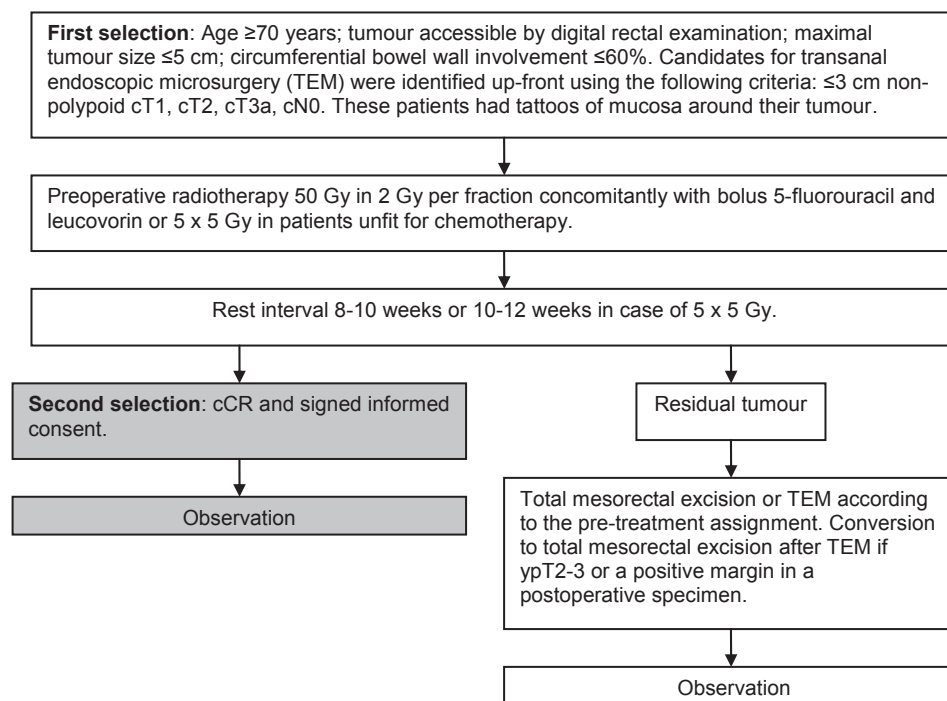 First selection: Age ≥70 years; tumour accessible by digital rectal examination; maximal
tumour size ≤5 cm; circumferential bowel wall involvement ≤60%. Candidates for transanal
endoscopic microsurgery (TEM) were identified up-front using the following criteria: ≤3 cm non-
polypoid cT1, cT2, cT3a, cN0. These patients had tattoos of mucosa around their tumour.
Preoperative radiotherapy 50 Gy in 2 Gy per fraction concomitantly with bolus 5-fluorouracil and
leucovorin or 5 x 5 Gy in patients unfit for chemotherapy.
Rest interval 8-10 weeks or 10-12 weeks in case of 5 x 5 Gy.
Second selection: cCR and signed informed
consent.
Observation
Residual tumour
Total mesorectal excision or TEM according
to the pre-treatment assignment. Conversion
to total mesorectal excision after TEM if
ypT2-3 or a positive margin in a
postoperative specimen.
Observation